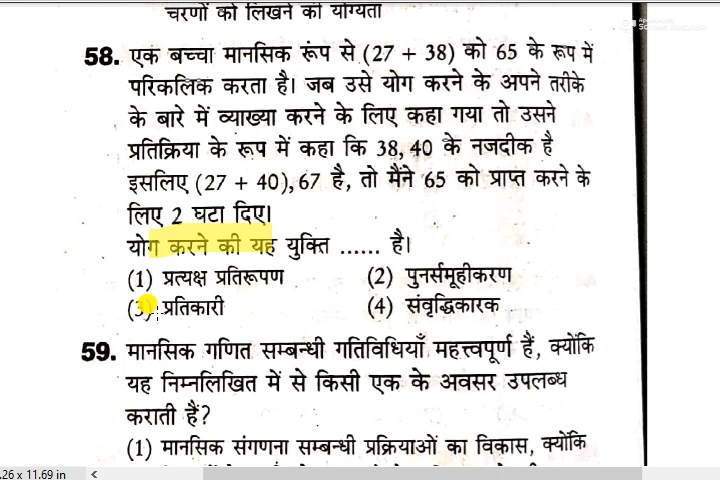 चरणों को लिखने की योग्यता
58. एक बच्चा मानसिक रूप से (27 + 38) को 65 के रूप में
परिकलिक करता है। जब उसे योग करने के अपने तरीके
के बारे में व्याख्या करने के लिए कहा गया तो उसने
प्रतिक्रिया के रूप में कहा कि 38, 40 के नजदीक है
इसलिए (27 + 40), 67 है, तो मैंने 65 को प्राप्त करने के
लिए 2 घटा दिए।
योग करने की यह युक्ति ...... है।
(1) प्रत्यक्ष प्रतिरूपण (2) पुनर्समूहीकरण
(3) प्रतिकारी (4) संवृद्धिकारक
59. मानसिक गणित सम्बन्धी गतिविधियाँ महत्त्वपूर्ण हैं, क्योंकि
यह निम्नलिखित में से किसी एक के अवसर उपलब्ध
कराती हैं?
(1) मानसिक संगणना सम्बन्धी प्रक्रियाओं का विकास, क्योंकि
.26 x 11.69 in